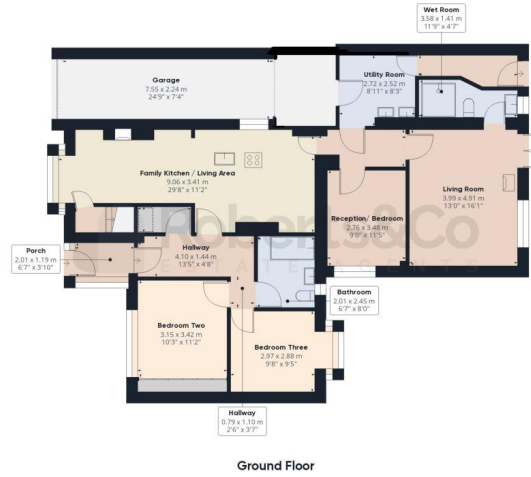 Wet Room
3.58 x 1.41 m
11'9" x 4'7"
Garage
7.55 x 2.24 m
24'9" x 7'4"
Utility Room
2.72 x 2.52 m
8'11" x 8'3"
Family Kitchen / Living Area
9.06 x 3.41 m
29'8" x 11'2"
Living Room
3.99 x 4.91 m
13'0" x 16'1"
Reception/ Bedroom
2.76 x 3.48 m
9'0" x 11'5"
Roberts&Co
ESTATE AGENTS
Porch
2.01 x 1.19 m
6'7" x 3'10"
Hallway
4.10 x 1.44 m
13'5" x 4'8"
Bathroom
2.01 x 2.45 m
6'7" x 8'0"
Bedroom Two
3.15 x 3.42 m
10'3" x 11'2"
Bedroom Three
2.97 x 2.88 m
9'8" x 9'5"
Hallway
0.79 x 1.10 m
2'6" x 3'7"
Ground Floor